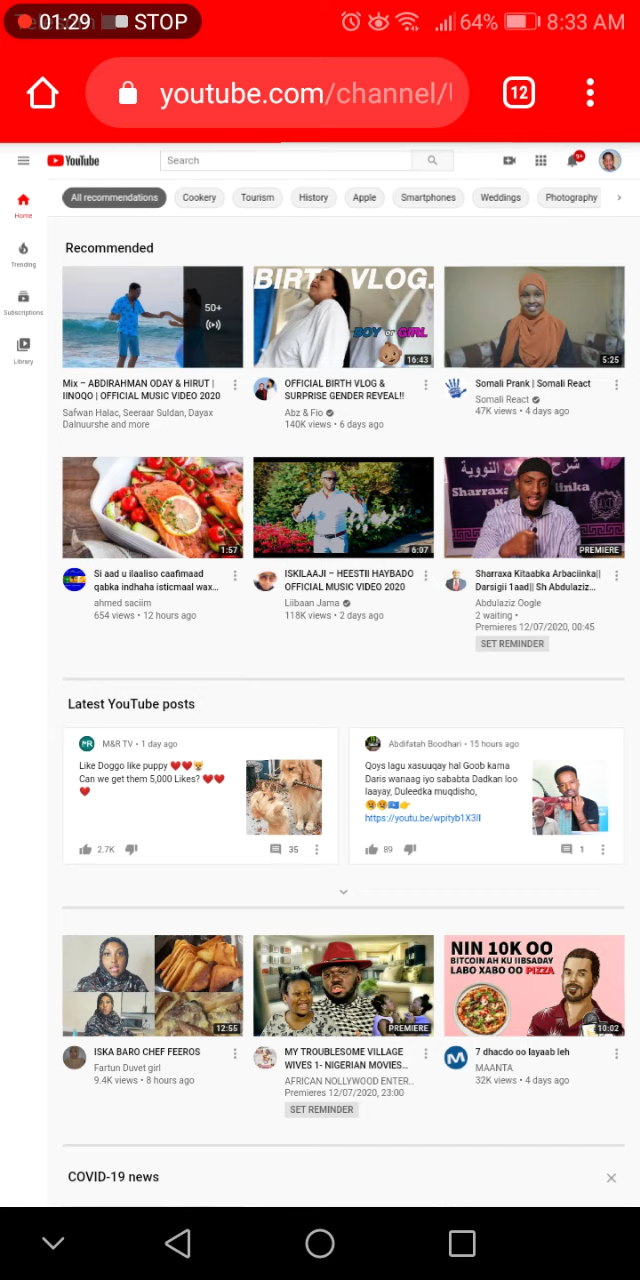 01:29 STOP 64% 8:33 AM
youtube.com/channel/
12
YouTube
Search
9+
All recommendations Cookery Tourism History Apple Smartphones Weddings Photography
Home
Trending
Subscriptions
Library
Recommended
50+
BIRTH VLOG.
BOY or GIRL
16:43
5:25
Mix – ABDIRAHMAN ODAY & HIRUT |
IINOQO | OFFICIAL MUSIC VIDEO 2020
Safwan Halac, Seeraar Suldan, Dayax
Dalnuurshe and more
OFFICIAL BIRTH VLOG &
SURPRISE GENDER REVEAL!!
Abz & Fio
140K views • 6 days ago
Somali Prank | Somali React
Somali React
47K views • 4 days ago
1:57
6:07
Sharraxa
PREMIERE
Si aad u ilaaliso caafimaad
qabka indhaha isticmaal wax...
ahmed saciim
654 views • 12 hours ago
ISKILAAJI – HEESTII HAYBADO
OFFICIAL MUSIC VIDEO 2020
Liibaan Jama
118K views • 2 days ago
Sharraxa Kitaabka Arbaciinka||
Darsigii 1aad|| Sh Abdulaziz...
Abdulaziz Oogle
2 waiting •
Premieres 12/07/2020, 00:45
SET REMINDER
Latest YouTube posts
M&R TV • 1 day ago
Like Doggo like puppy ❤️❤️😻
Can we get them 5,000 Likes? ❤️❤️
❤️
2.7K
35
Abdifatah Boodhari • 15 hours ago
Qoys lagu xasuuqay hal Goob kama
Daris wanaag iyo sababta Dadkan loo
laayay, Duleedka muqdisho,
https://youtu.be/wpityb1X3lI
89
1
12:55
PREMIERE
NIN 10K OO
BITCOIN AH KU IIBSADAY
LABO XABO OO PIZZA
10:02
ISKA BARO CHEF FEEROS
Fartun Duvet girl
9.4K views • 8 hours ago
MY TROUBLESOME VILLAGE
WIVES 1- NIGERIAN MOVIES...
AFRICAN NOLLYWOOD ENTER...
Premieres 12/07/2020, 23:00
SET REMINDER
7 dhacdo oo layaab leh
MAANTA
32K views • 4 days ago
COVID-19 news